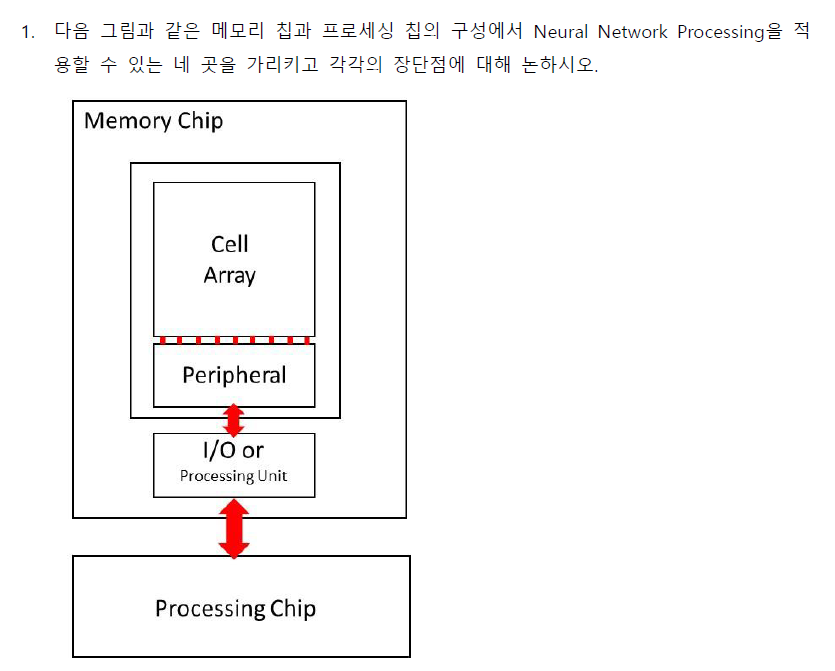 1. 다음 그림과 같은 메모리 칩과 프로세싱 칩의 구성에서 Neural Network Processing을 적
용할 수 있는 네 곳을 가리키고 각각의 장단점에 대해 논하시오.
Memory Chip
Cell
Array
Peripheral
I/O or
Processing Unit
Processing Chip